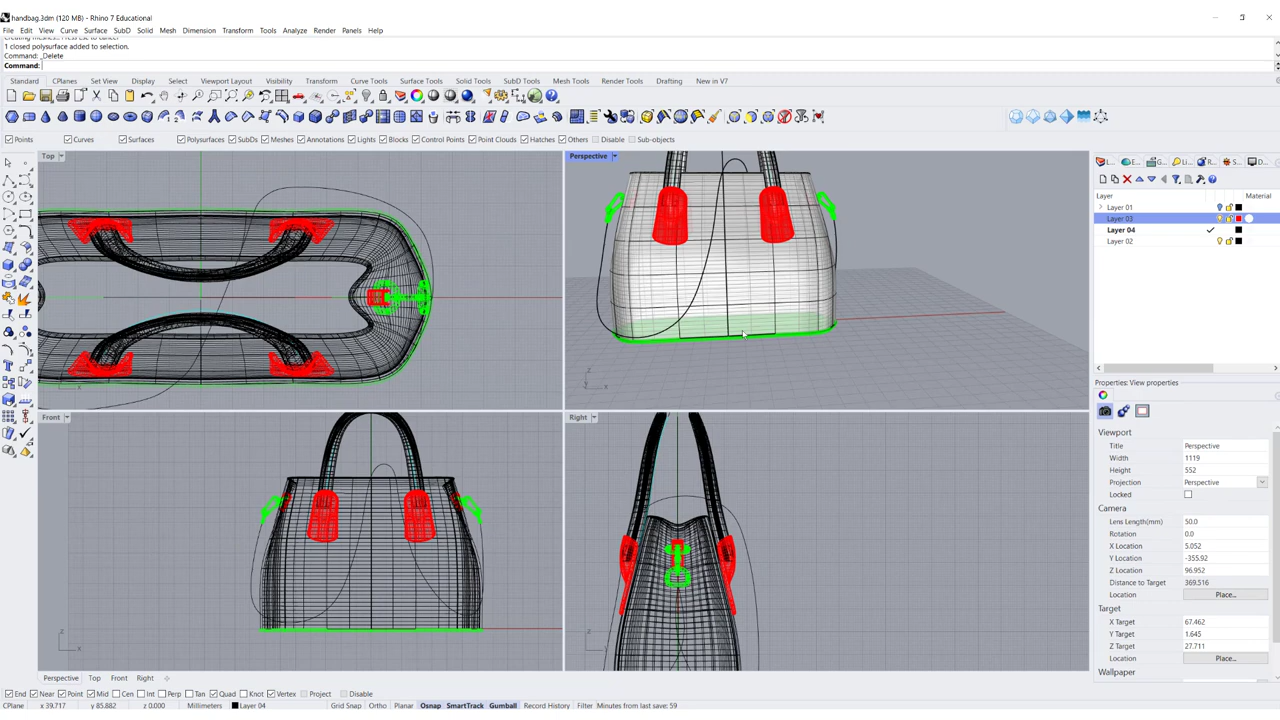 handbag.3dm (120 MB) - Rhino 7 Educational
File Edit View Curve Surface SubD Solid Mesh Dimension Transform Tools Analyze Render Panels Help
1 closed polysurface added to selection.
Command: _Delete
Command:
Standard CPlanes Set View Display Select Viewport Layout Visibility Transform Curve Tools Surface Tools Solid Tools SubD Tools Mesh Tools Render Tools Drafting New in V7
Points Curves Surfaces Polysurfaces SubDs Meshes Annotations Lights Blocks Control Points Point Clouds Hatches Others Disable Sub-objects
Top
Perspective
Front
Right
Layer Material
Layer 01
Layer 03
Layer 04
Layer 02
Properties: View properties
Viewport
Title Perspective
Width 1119
Height 552
Projection Perspective
Locked
Camera
Lens Length(mm) 50.0
Rotation 0.0
X Location 5.052
Y Location -355.92
Z Location 96.952
Distance to Target 369.516
Location Place...
Target
X Target 67.462
Y Target 1.645
Z Target 27.711
Location Place...
Wallpaper
Perspective Top Front Right
End Near Point Mid Cen Int Perp Tan Quad Knot Vertex Project Disable
CPlane x 39.717 y 85.882 z 0.000 Millimeters Layer 04 Grid Snap Ortho Planar Osnap SmartTrack Gumball Record History Filter Minutes from last save: 59